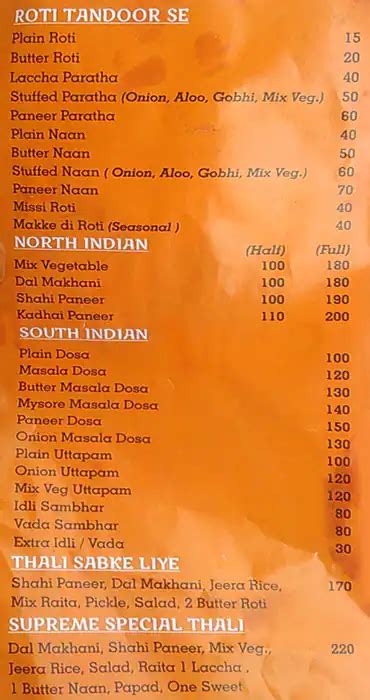 ROTI TANDOOR SE
Plain Roti 15
Butter Roti 20
Laccha Paratha 40
Stuffed Paratha (Onion, Aloo, Gobhi, Mix Veg.) 50
Paneer Paratha 60
Plain Naan 40
Butter Naan 50
Stuffed Naan ( Onion, Aloo, Gobhi, Mix Veg.) 60
Paneer Naan 70
Missi Roti 40
Makke di Roti (Seasonal ) 40
NORTH INDIAN (Half) (Full)
Mix Vegetable 100 180
Dal Makhani 100 180
Shahi Paneer 100 190
Kadhai Paneer 110 200
SOUTH INDIAN
Plain Dosa 100
Masala Dosa 120
Butter Masala Dosa 130
Mysore Masala Dosa 140
Paneer Dosa 150
Onion Masala Dosa 130
Plain Uttapam 100
Onion Uttapam 120
Mix Veg Uttapam 120
Idli Sambhar 80
Vada Sambhar 80
Extra Idli / Vada 30
THALI SABKE LIYE
Shahi Paneer, Dal Makhani, Jeera Rice, 170
Mix Raita, Pickle, Salad, 2 Butter Roti
SUPREME SPECIAL THALI
Dal Makhani, Shahi Paneer, Mix Veg., 220
Jeera Rice, Salad, Raita 1 Laccha ,
1 Butter Naan, Papad, One Sweet